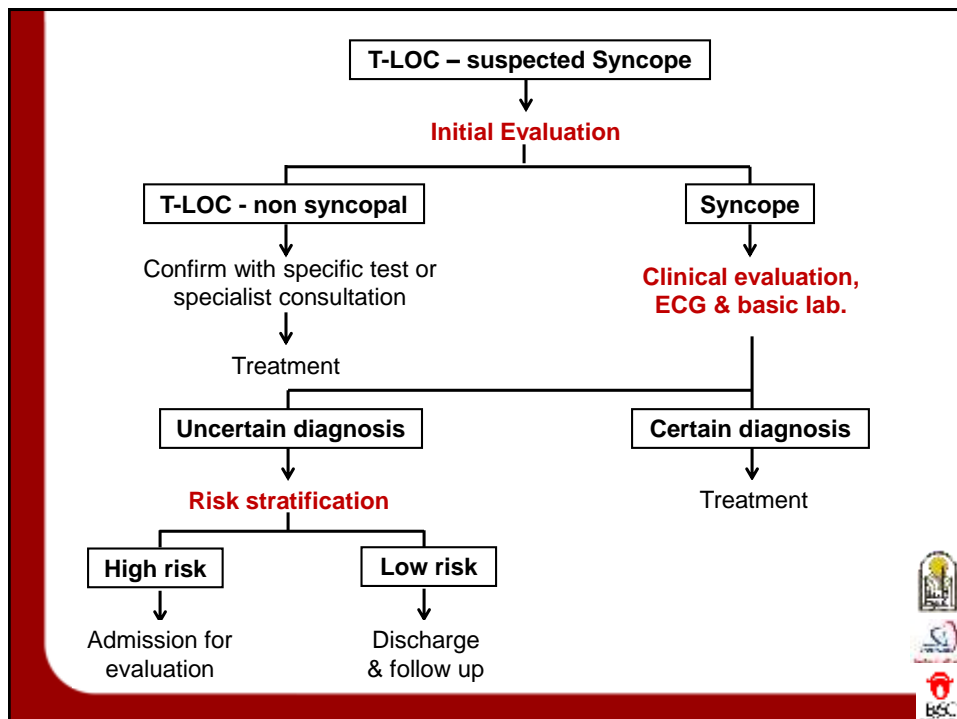 T-LOC – suspected Syncope
Initial Evaluation
T-LOC - non syncopal
Syncope
Confirm with specific test or
specialist consultation
Clinical evaluation,
ECG & basic lab.
Treatment
Uncertain diagnosis
Certain diagnosis
Risk stratification
Treatment
High risk
Low risk
Admission for
evaluation
Discharge
& follow up